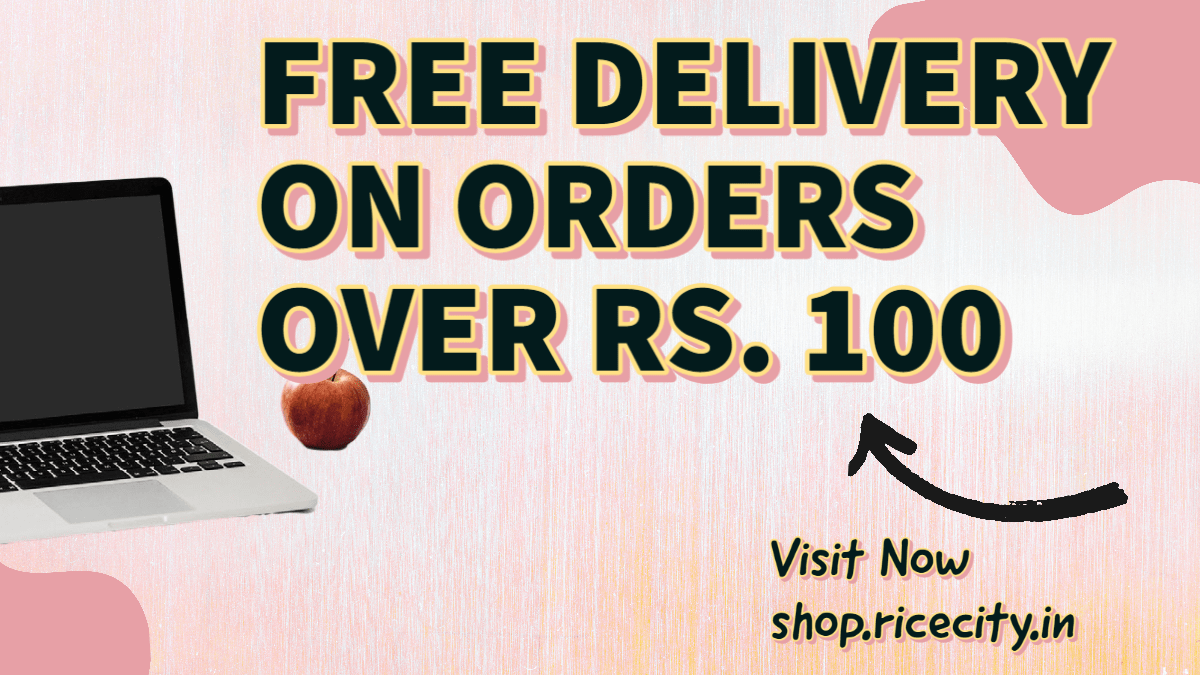 FREE DELIVERY
ON ORDERS
OVER RS. 100
Visit Now
shop.ricecity.in